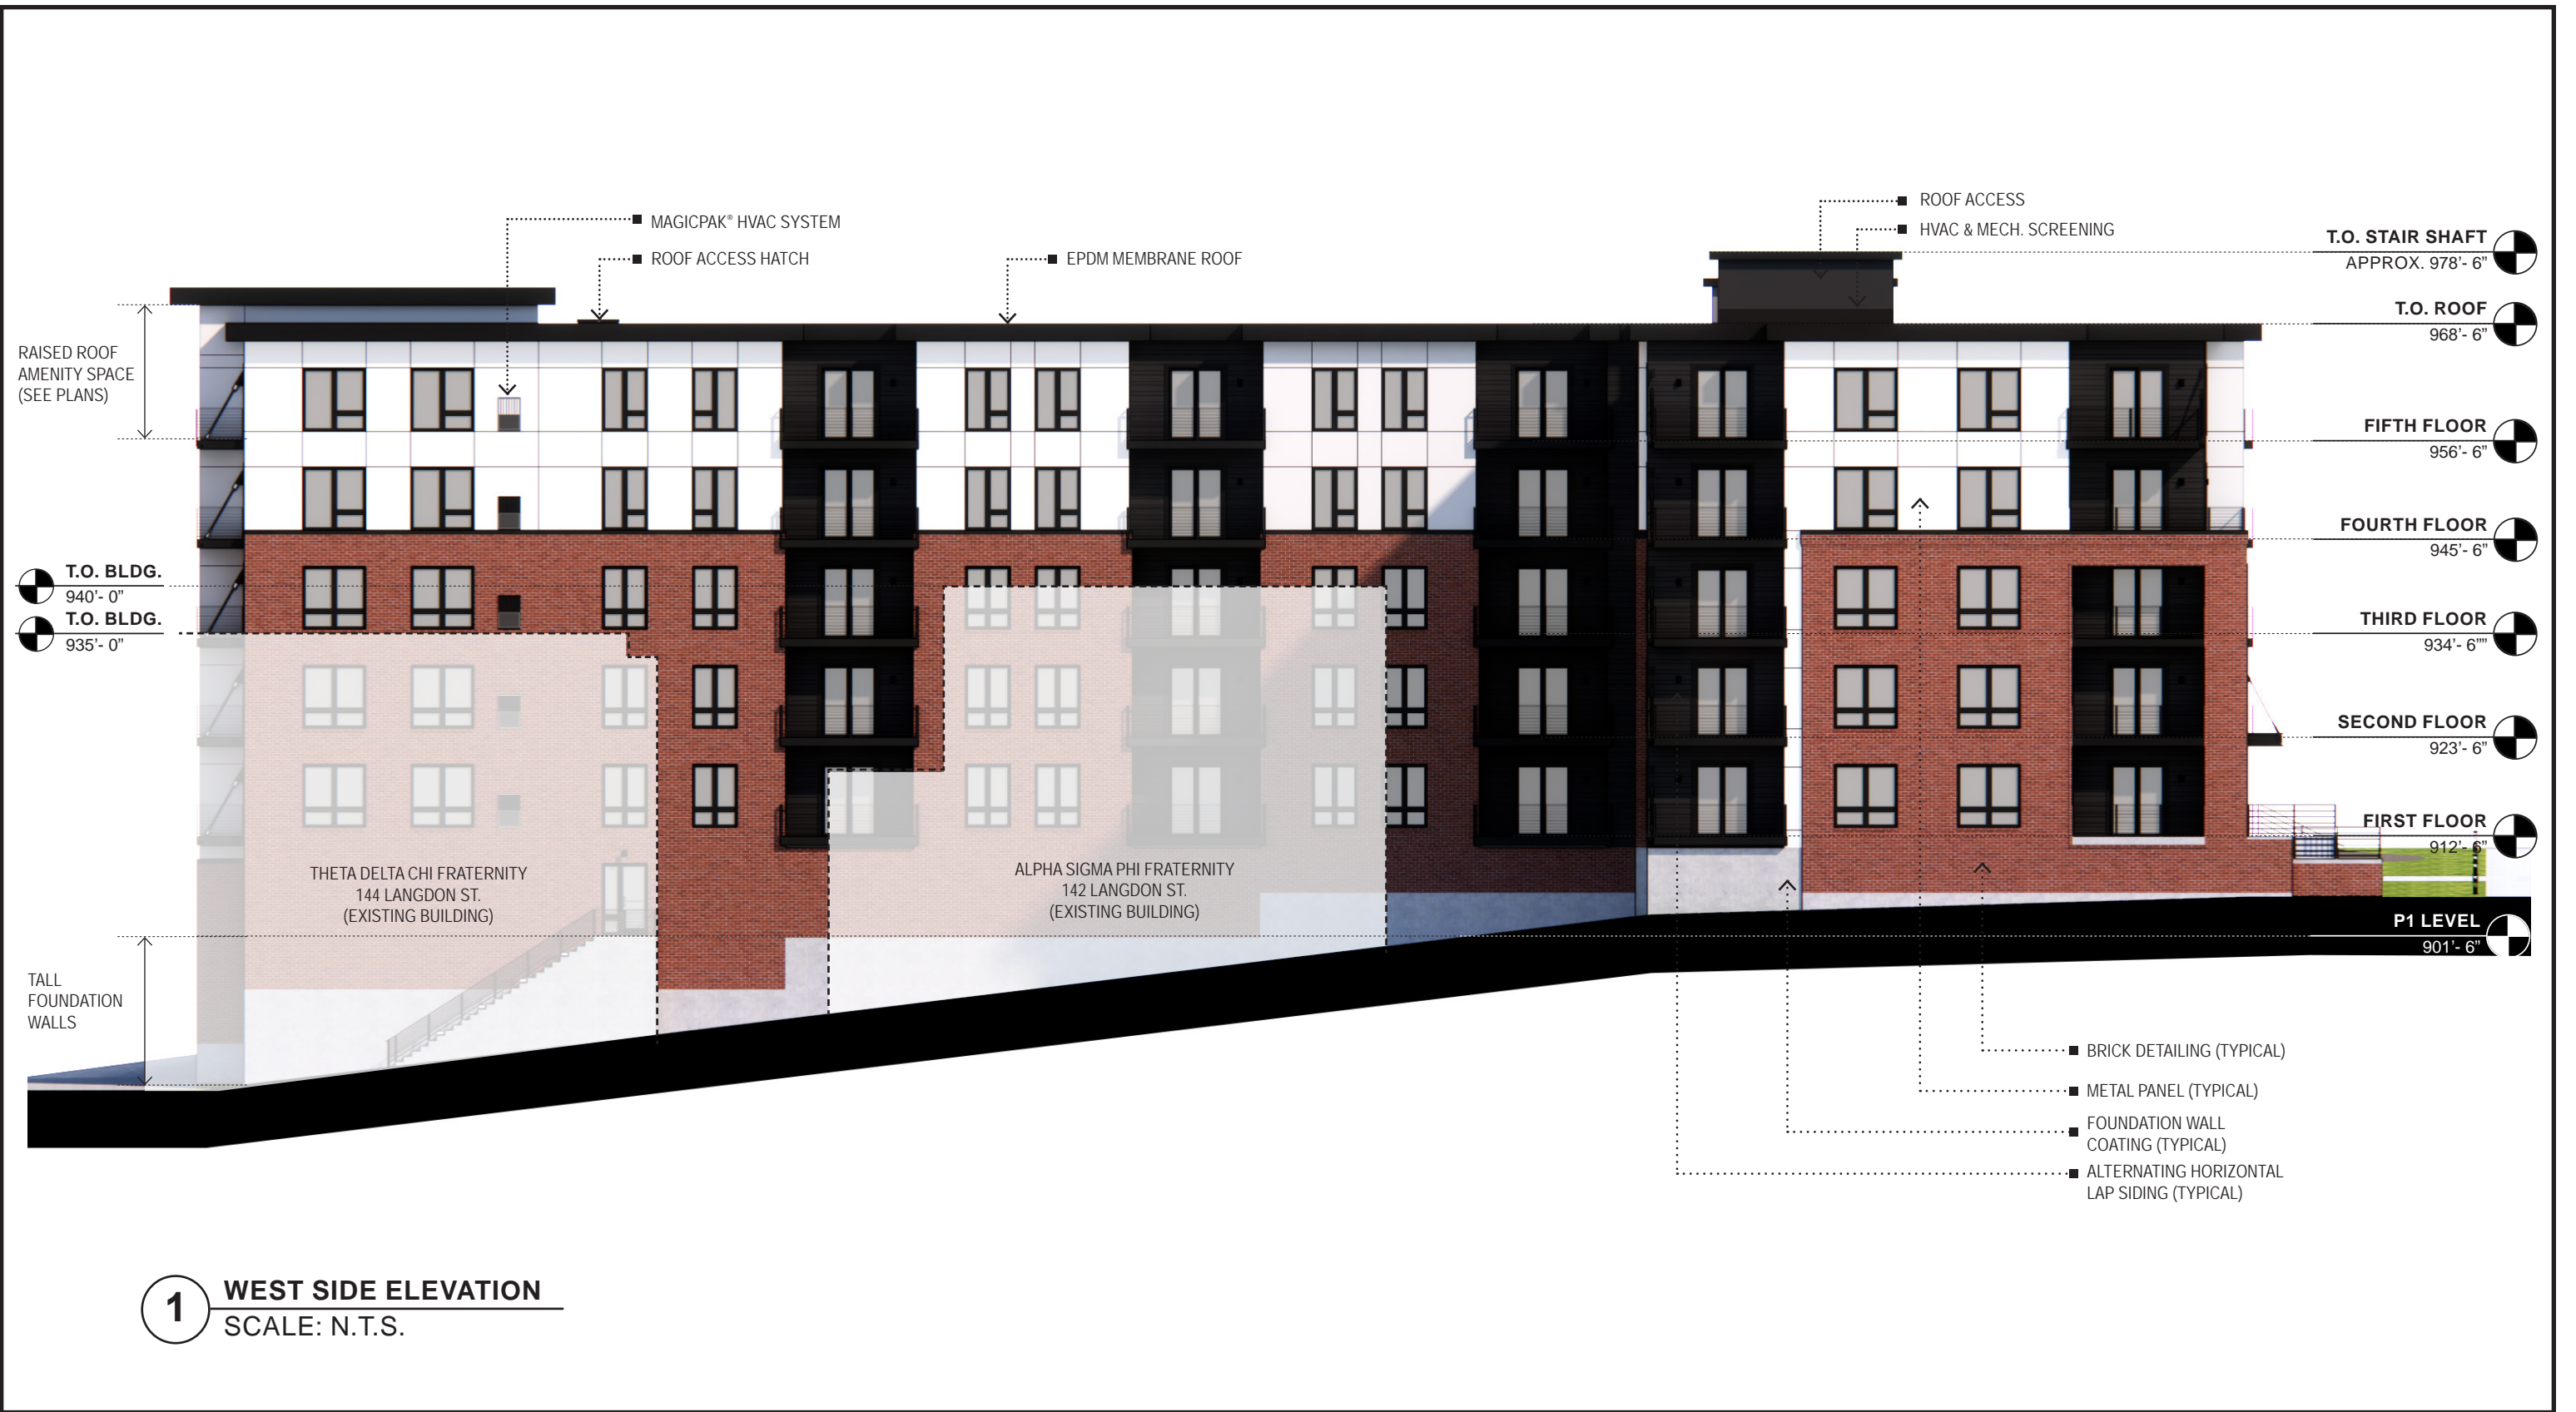 MAGICPAK® HVAC SYSTEM
ROOF ACCESS HATCH
EPDM MEMBRANE ROOF
ROOF ACCESS
HVAC & MECH. SCREENING
T.O. STAIR SHAFT
APPROX. 978'- 6"
T.O. ROOF
968'- 6"
RAISED ROOF
AMENITY SPACE
(SEE PLANS)
FIFTH FLOOR
956'- 6"
FOURTH FLOOR
945'- 6"
T.O. BLDG.
940'- 0"
T.O. BLDG.
935'- 0"
THIRD FLOOR
934'- 6""
SECOND FLOOR
923'- 6"
FIRST FLOOR
912'- 6"
THETA DELTA CHI FRATERNITY
144 LANGDON ST.
(EXISTING BUILDING)
ALPHA SIGMA PHI FRATERNITY
142 LANGDON ST.
(EXISTING BUILDING)
P1 LEVEL
901'- 6"
TALL
FOUNDATION
WALLS
BRICK DETAILING (TYPICAL)
METAL PANEL (TYPICAL)
FOUNDATION WALL
COATING (TYPICAL)
ALTERNATING HORIZONTAL
LAP SIDING (TYPICAL)
1
WEST SIDE ELEVATION
SCALE: N.T.S.